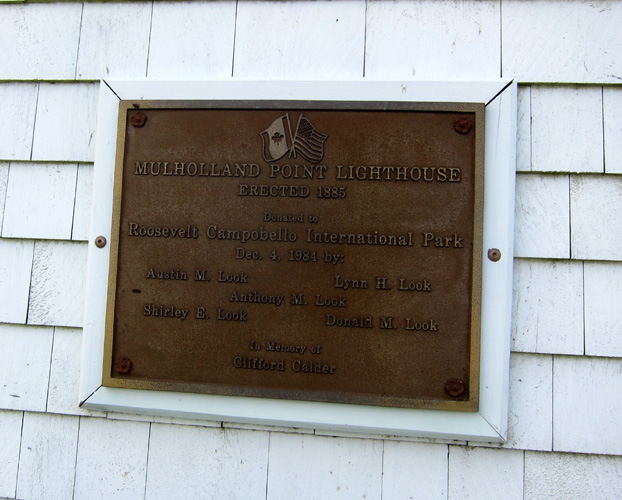 MULHOLLAND POINT LIGHTHOUSE
ERECTED 1885
Donated to
Roosevelt Campobello International Park
Dec. 4, 1984 by:
Austin M. Look Lynn H. Look
Anthony M. Look
Shirley E. Look Donald M. Look
In Memory of
Clifford Calder